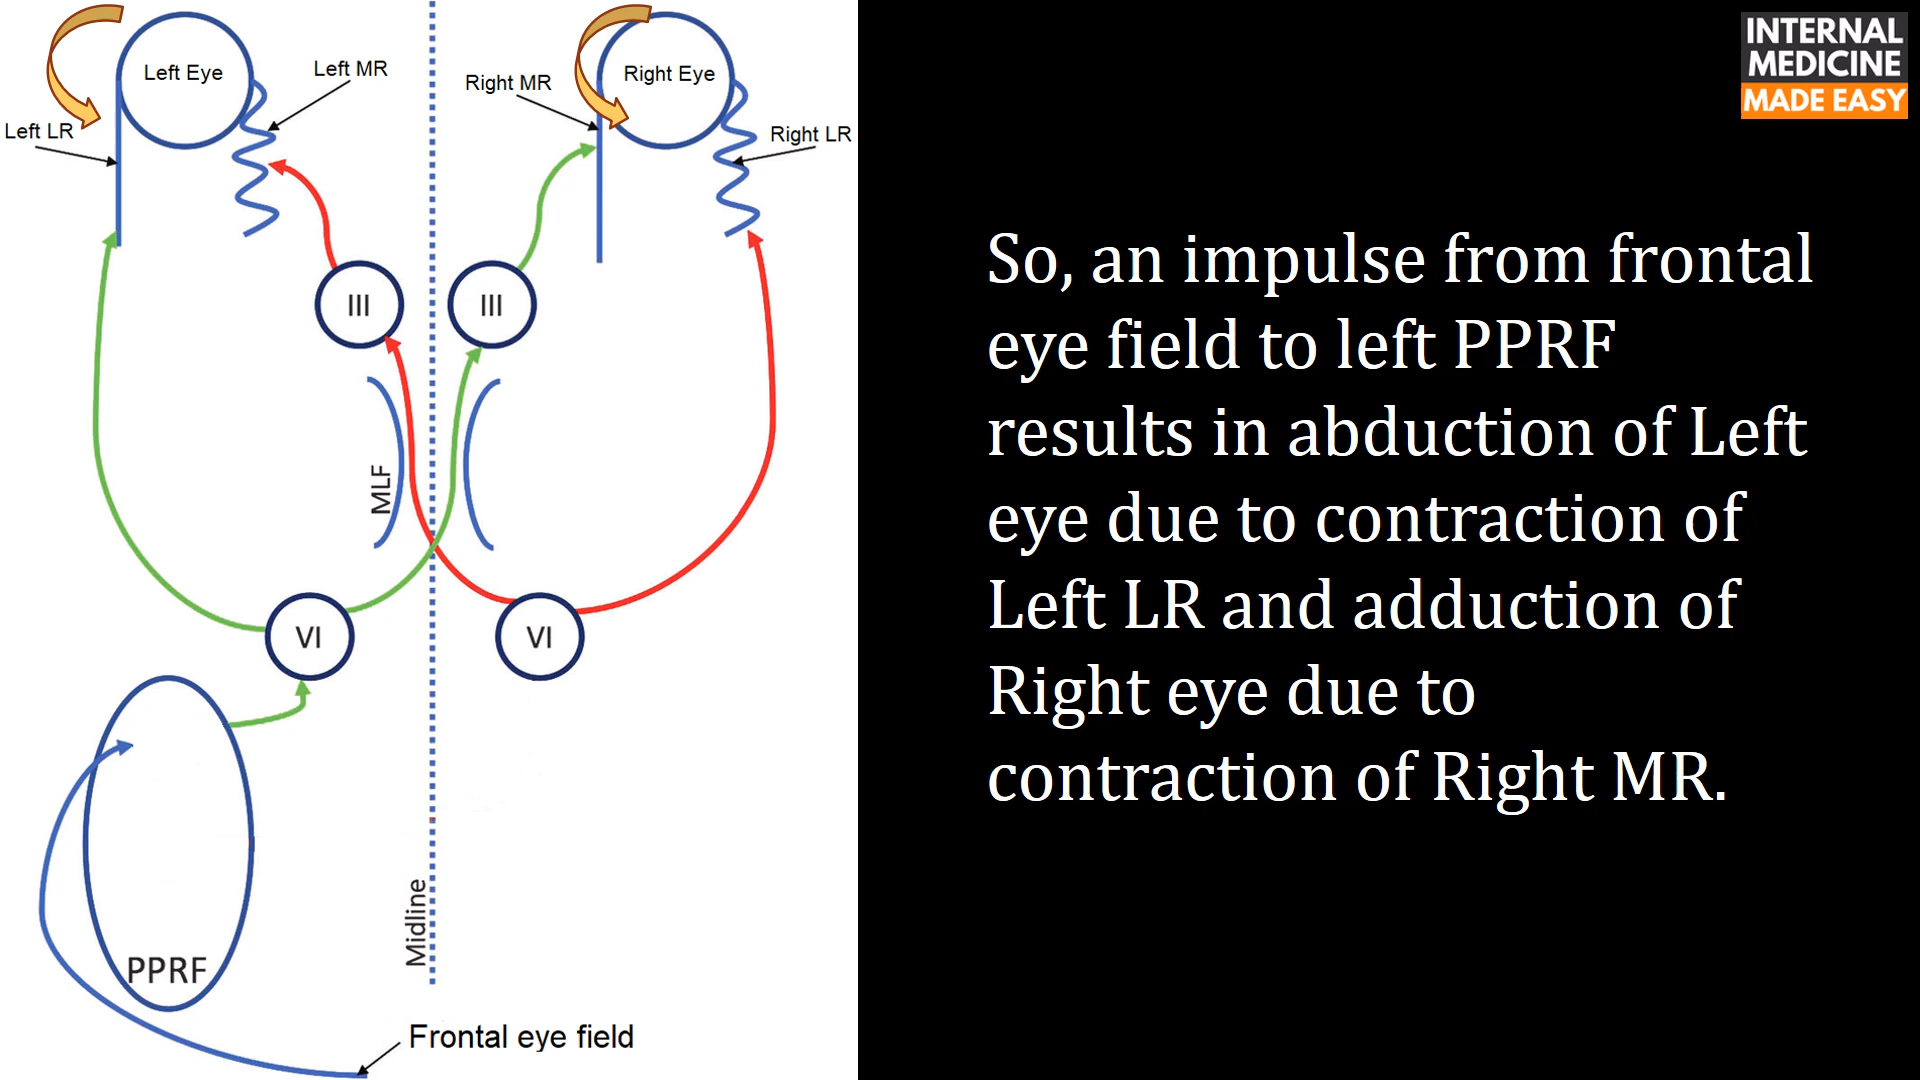 Left Eye
Left MR
Left LR
Right MR
Right Eye
Right LR
III
III
MLF
VI
VI
PPRF
Midline
Frontal eye field
INTERNAL
MEDICINE
MADE EASY
So, an impulse from frontal
eye field to left PPRF
results in abduction of Left
eye due to contraction of
Left LR and adduction of
Right eye due to
contraction of Right MR.